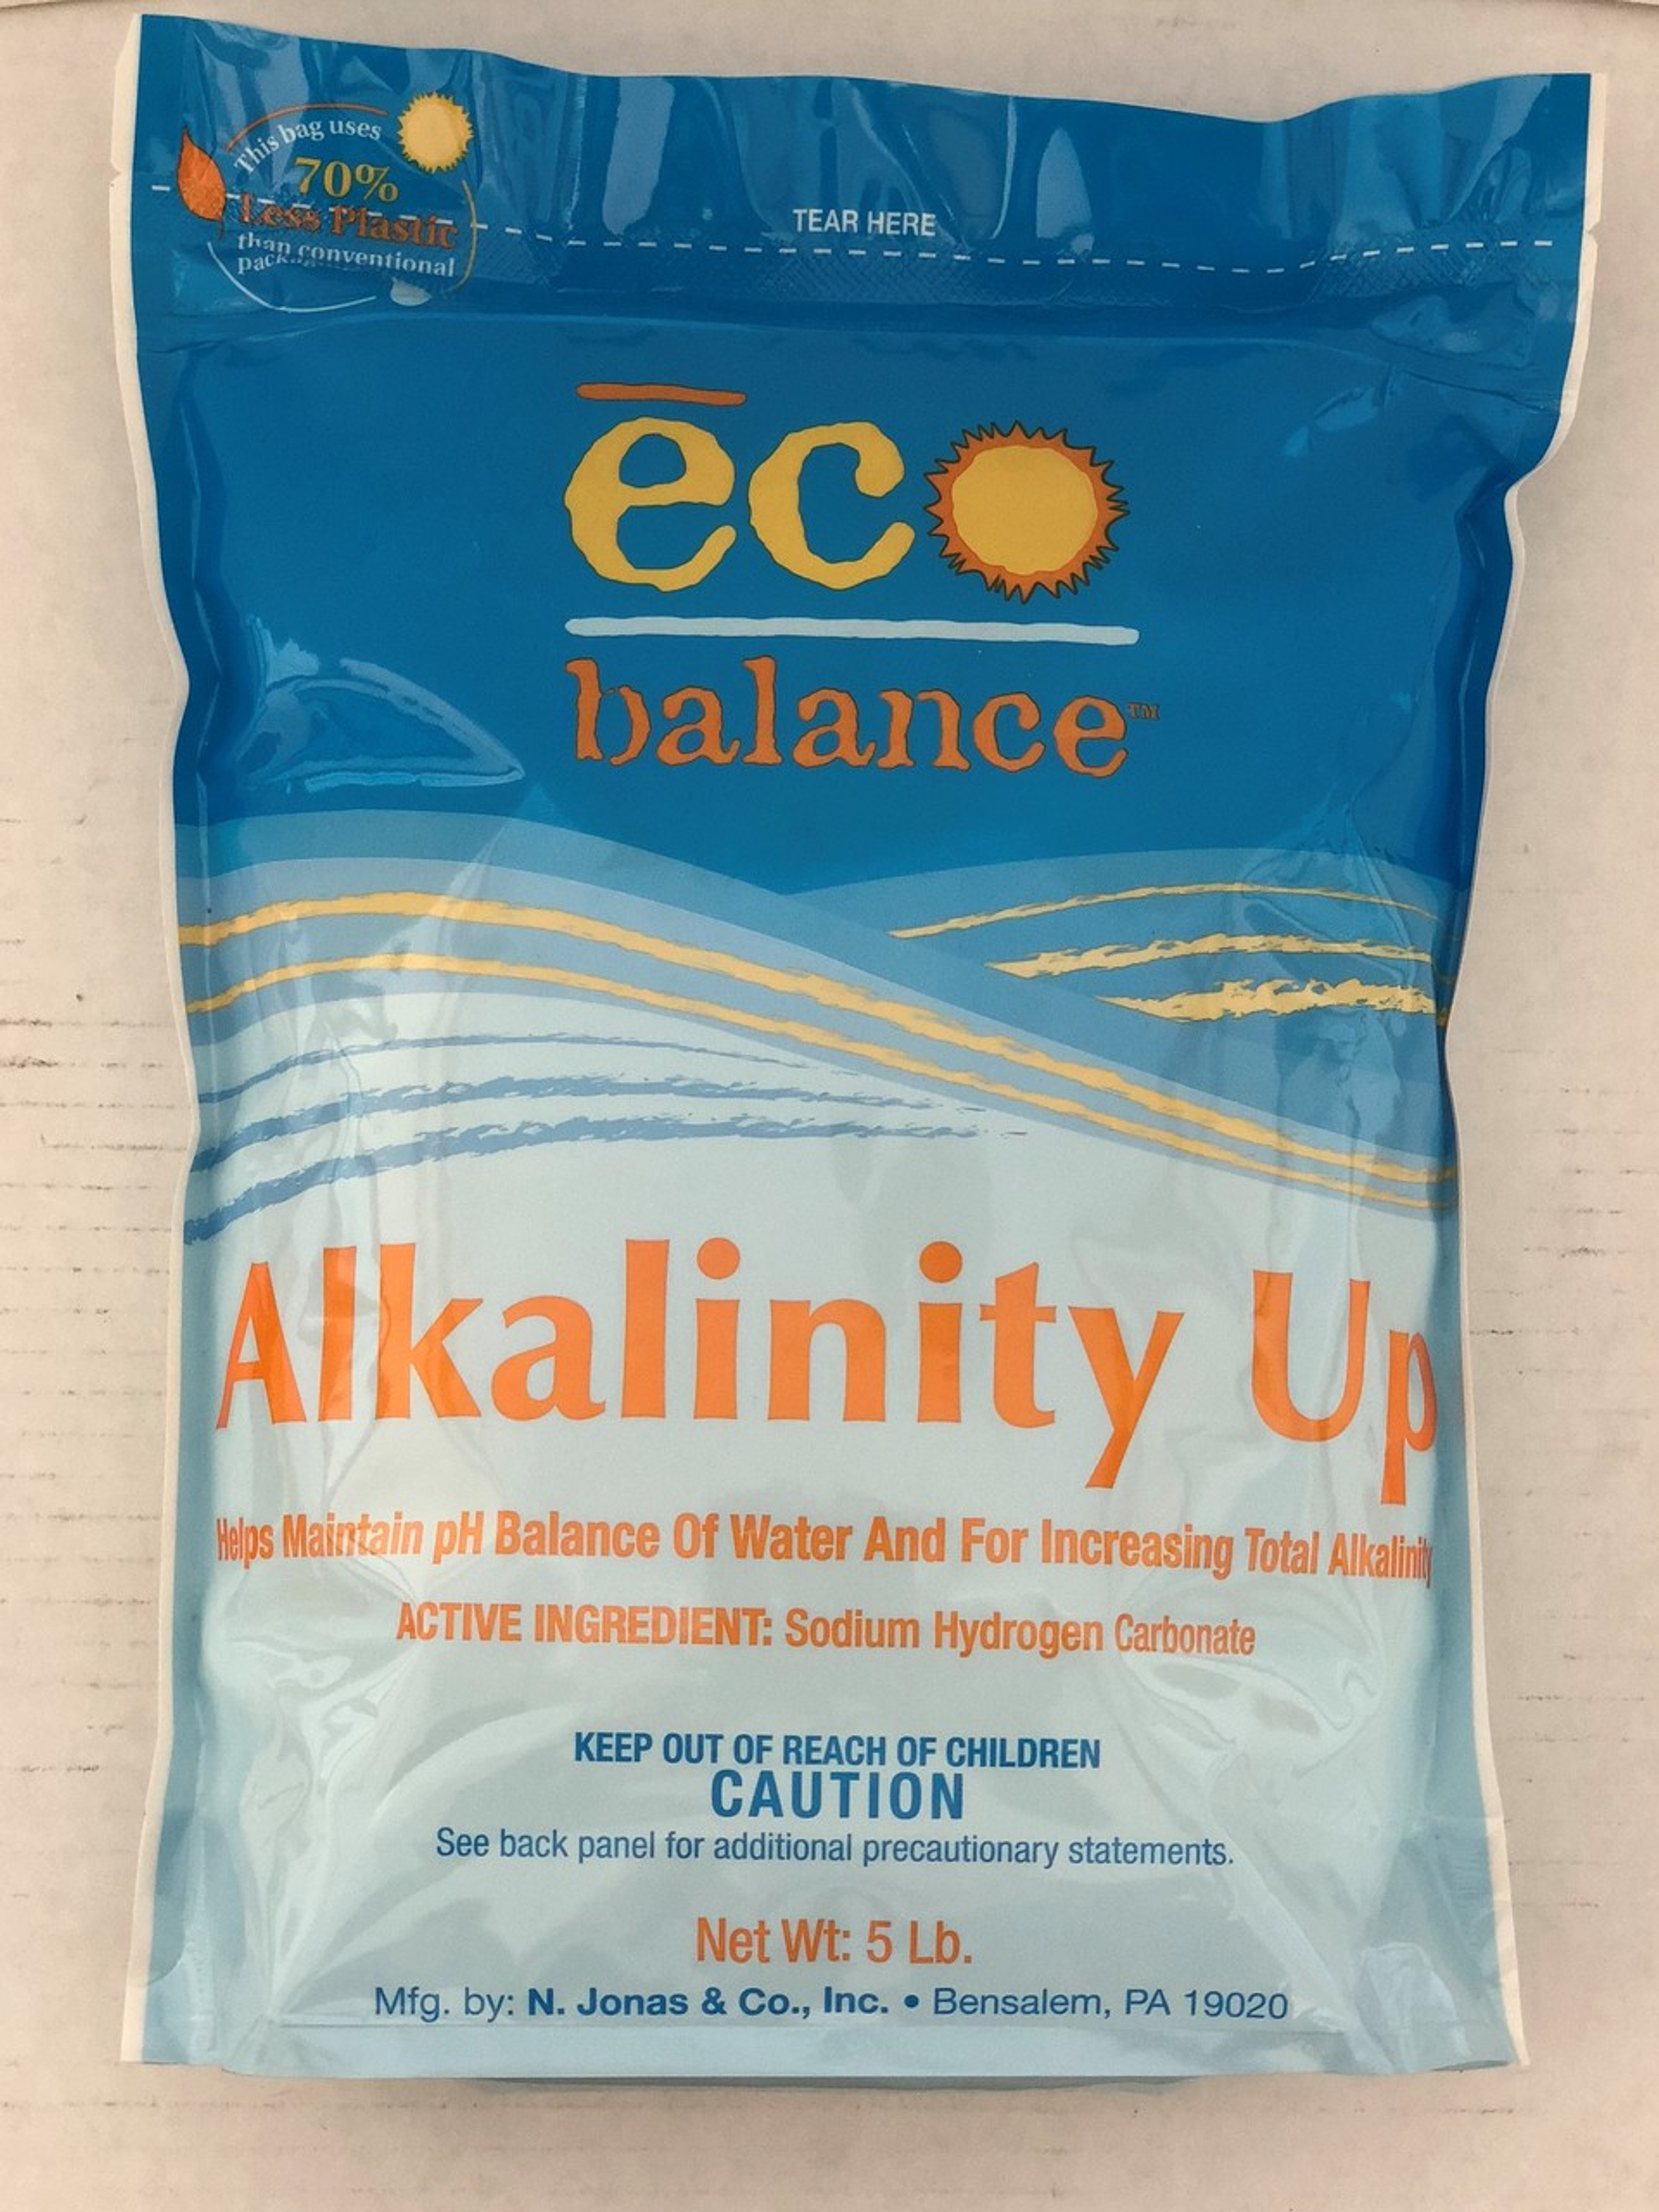 This bag uses
70%
Less Plastic
than conventional
TEAR HERE
ēco
balance™
Alkalinity Up
Helps Maintain pH Balance Of Water And For Increasing Total Alkalinity
ACTIVE INGREDIENT: Sodium Hydrogen Carbonate
KEEP OUT OF REACH OF CHILDREN
CAUTION
See back panel for additional precautionary statements.
Net Wt: 5 Lb.
Mfg. by: N. Jonas & Co., Inc. • Bensalem, PA 19020